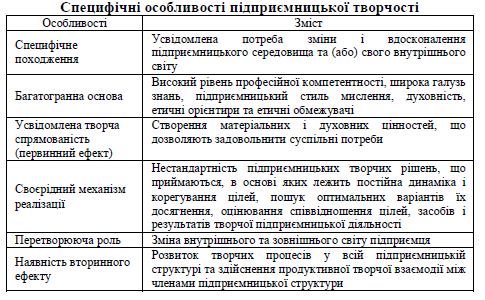 Специфічні особливості підприємницької творчості
Особливості Зміст
Специфічне походження
Усвідомлена потреба зміни і вдосконалення
підприємницького середовища та (або) свого внутрішнього
світу
Багатогранна основа
Високий рівень професійної компетентності, широка галузь
знань, підприємницький стиль мислення, духовність,
етичні орієнтири та етичні обмежувачі
Усвідомлена творча
спрямованість
(первинний ефект)
Створення матеріальних і духовних цінностей, що
дозволяють задовольнити суспільні потреби
Своєрідний механізм
реалізації
Нестандартність підприємницьких творчих рішень, що
приймаються, в основі яких лежить постійна динаміка і
корегування цілей, пошук оптимальних варіантів їх
досягнення, оцінювання співвідношення цілей, засобів і
результатів творчої підприємницької діяльності
Перетворююча роль Зміна внутрішнього та зовнішнього світу підприємця
Наявність вторинного
ефекту
Розвиток творчих процесів у всій підприємницькій
структурі та здійснення продуктивної творчої взаємодії між
членами підприємницької структури